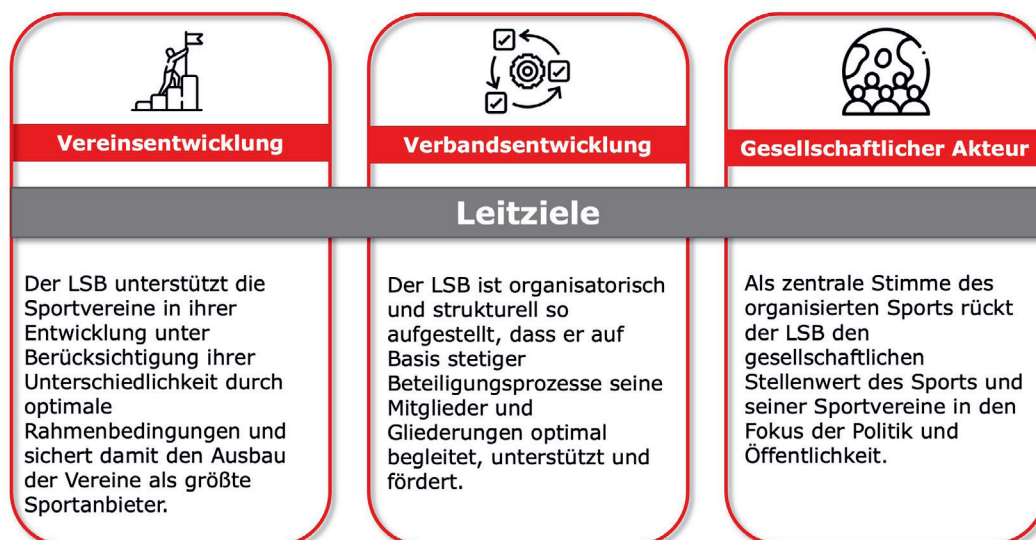 Vereinsentwicklung
Verbandsentwicklung
Gesellschaftlicher Akteur
Leitziele
Der LSB unterstützt die
Sportvereine in ihrer
Entwicklung unter
Berücksichtigung ihrer
Unterschiedlichkeit durch
optimale
Rahmenbedingungen und
sichert damit den Ausbau
der Vereine als größte
Sportanbieter.
Der LSB ist organisatorisch
und strukturell so
aufgestellt, dass er auf
Basis stetiger
Beteiligungsprozesse seine
Mitglieder und
Gliederungen optimal
begleitet, unterstützt und
fördert.
Als zentrale Stimme des
organisierten Sports rückt
der LSB den
gesellschaftlichen
Stellenwert des Sports und
seiner Sportvereine in den
Fokus der Politik und
Öffentlichkeit.